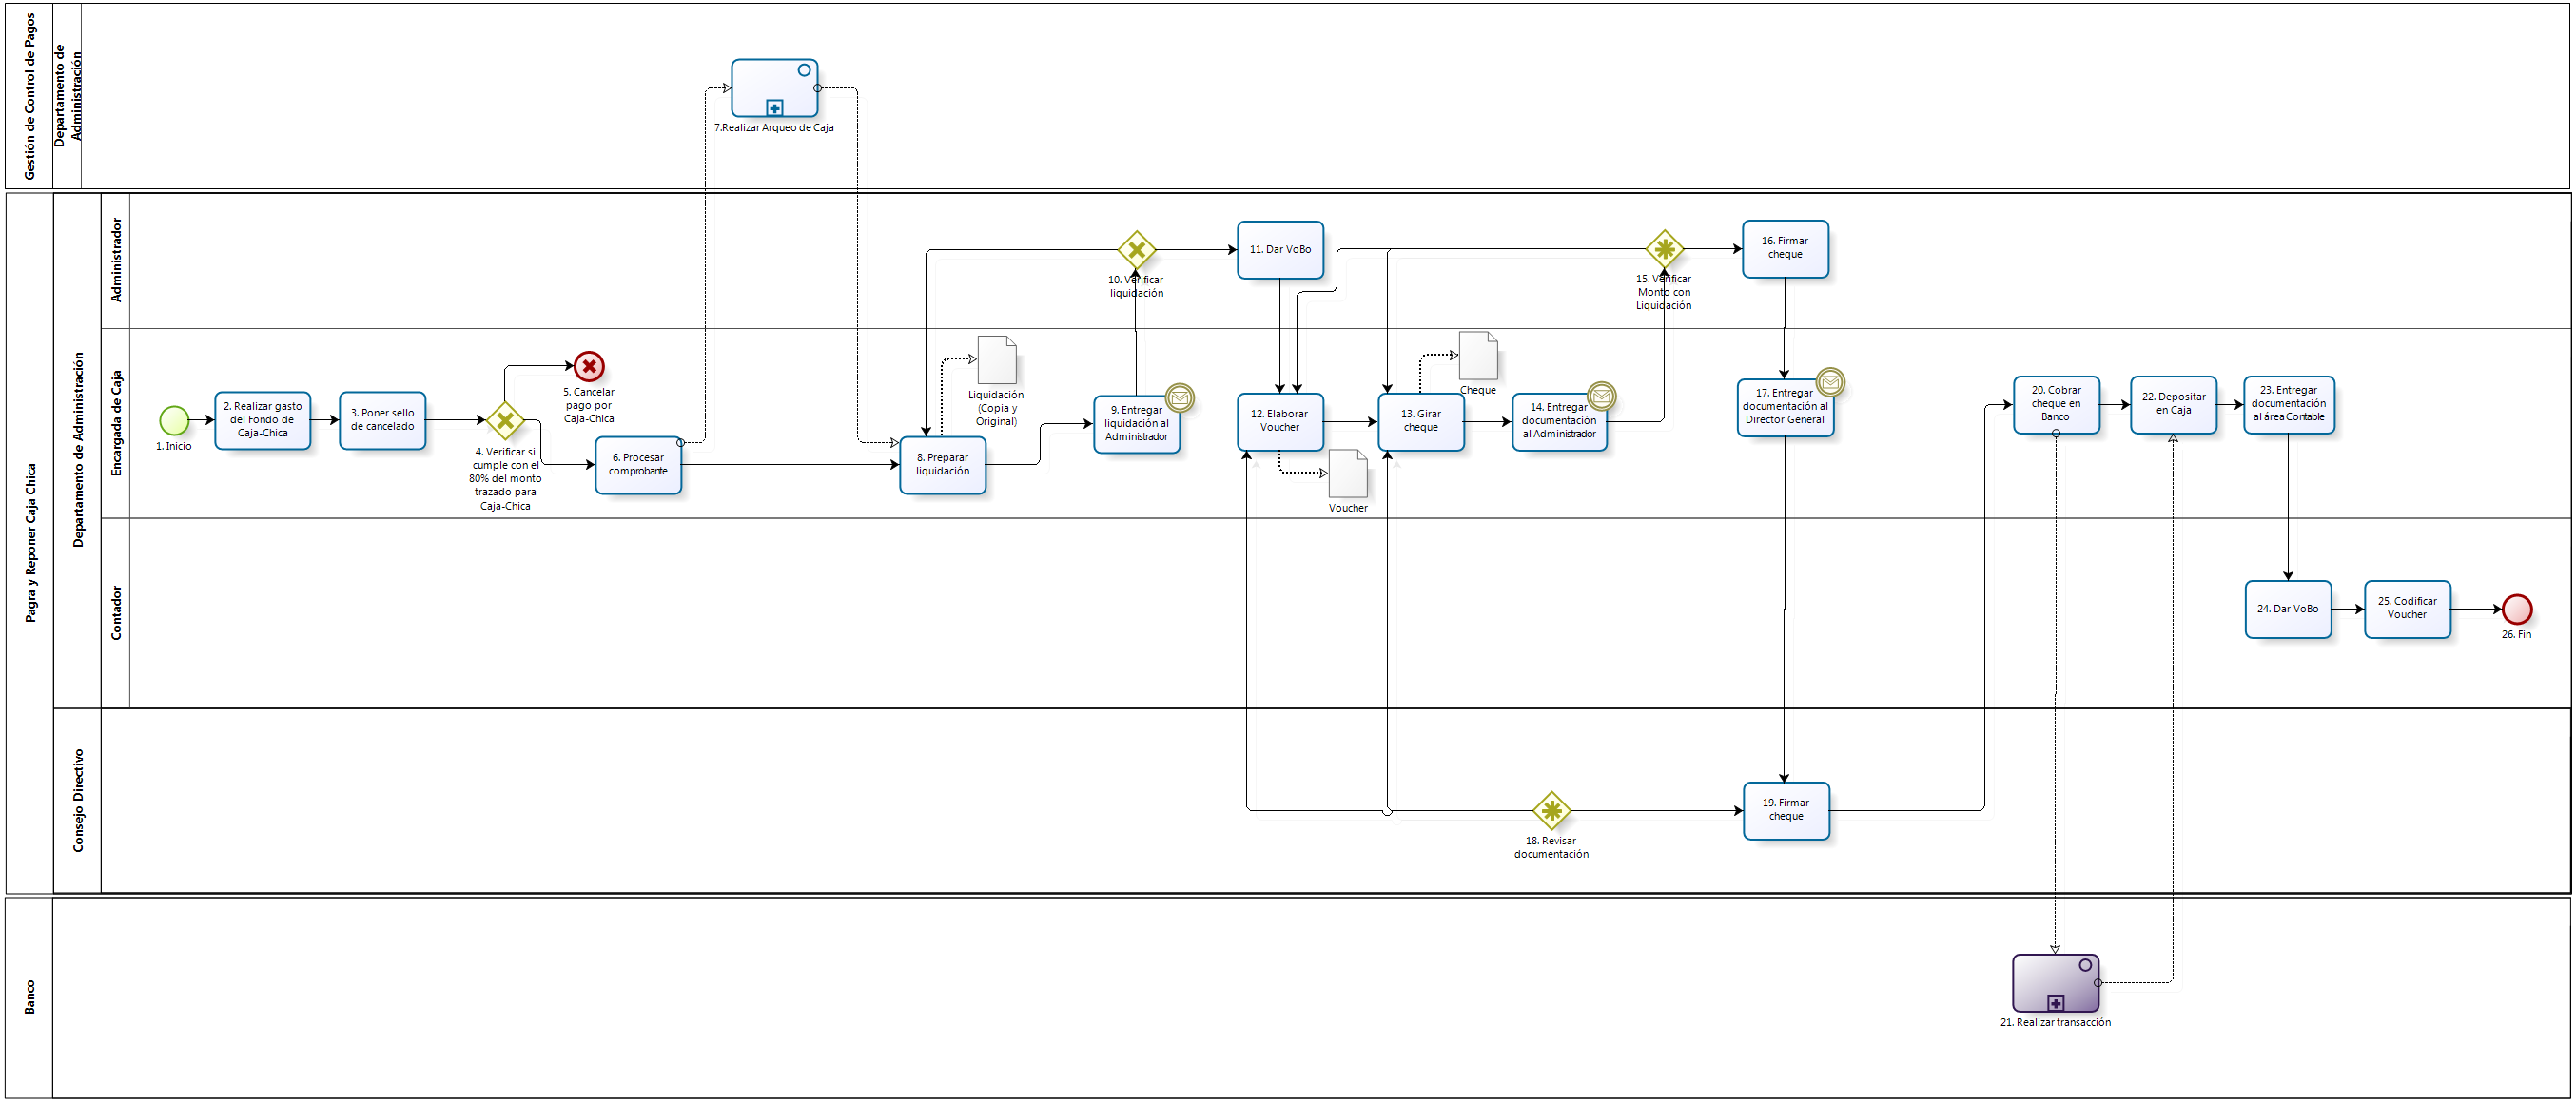 Gestión de Control de Pagos
Departamento de
Administración
7.Realizar Arqueo de Caja
Pagra y Reponer Caja Chica
Departamento de Administración
Administrador
10. Verificar
liquidación
11. Dar VoBo
15. Verificar
Monto con
Liquidación
16. Firmar
cheque
Encargada de Caja
1. Inicio
2. Realizar gasto
del Fondo de
Caja-Chica
3. Poner sello
de cancelado
4. Verificar si
cumple con el
80% del monto
trazado para
Caja-Chica
5. Cancelar
pago por
Caja-Chica
6. Procesar
comprobante
8. Preparar
liquidación
Liquidación
(Copia y
Original)
9. Entregar
liquidación al
Administrador
12. Elaborar
Voucher
Voucher
13. Girar
cheque
Cheque
14. Entregar
documentación
al Administrador
17. Entregar
documentación al
Director General
20. Cobrar
cheque en
Banco
22. Depositar
en Caja
23. Entregar
documentación
al área Contable
Contador
24. Dar VoBo
25. Codificar
Voucher
26. Fin
Consejo Directivo
18. Revisar
documentación
19. Firmar
cheque
Banco
21. Realizar transacción